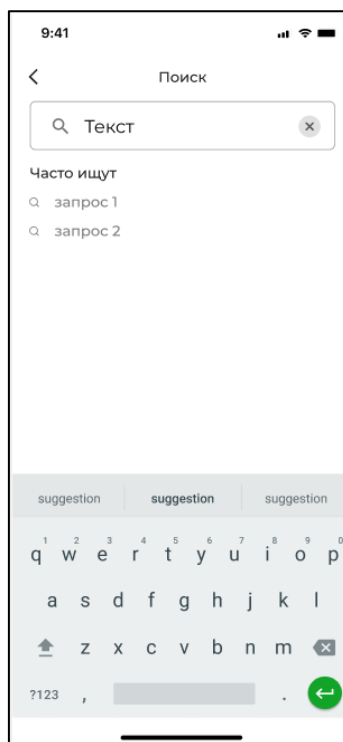 9:41
Поиск
Текст
Часто ищут
запрос 1
запрос 2
suggestion suggestion suggestion
1 2 3 4 5 6 7 8 9 0
q w e r t y u i o p
a s d f g h j k l
z x c v b n m
?123 , .